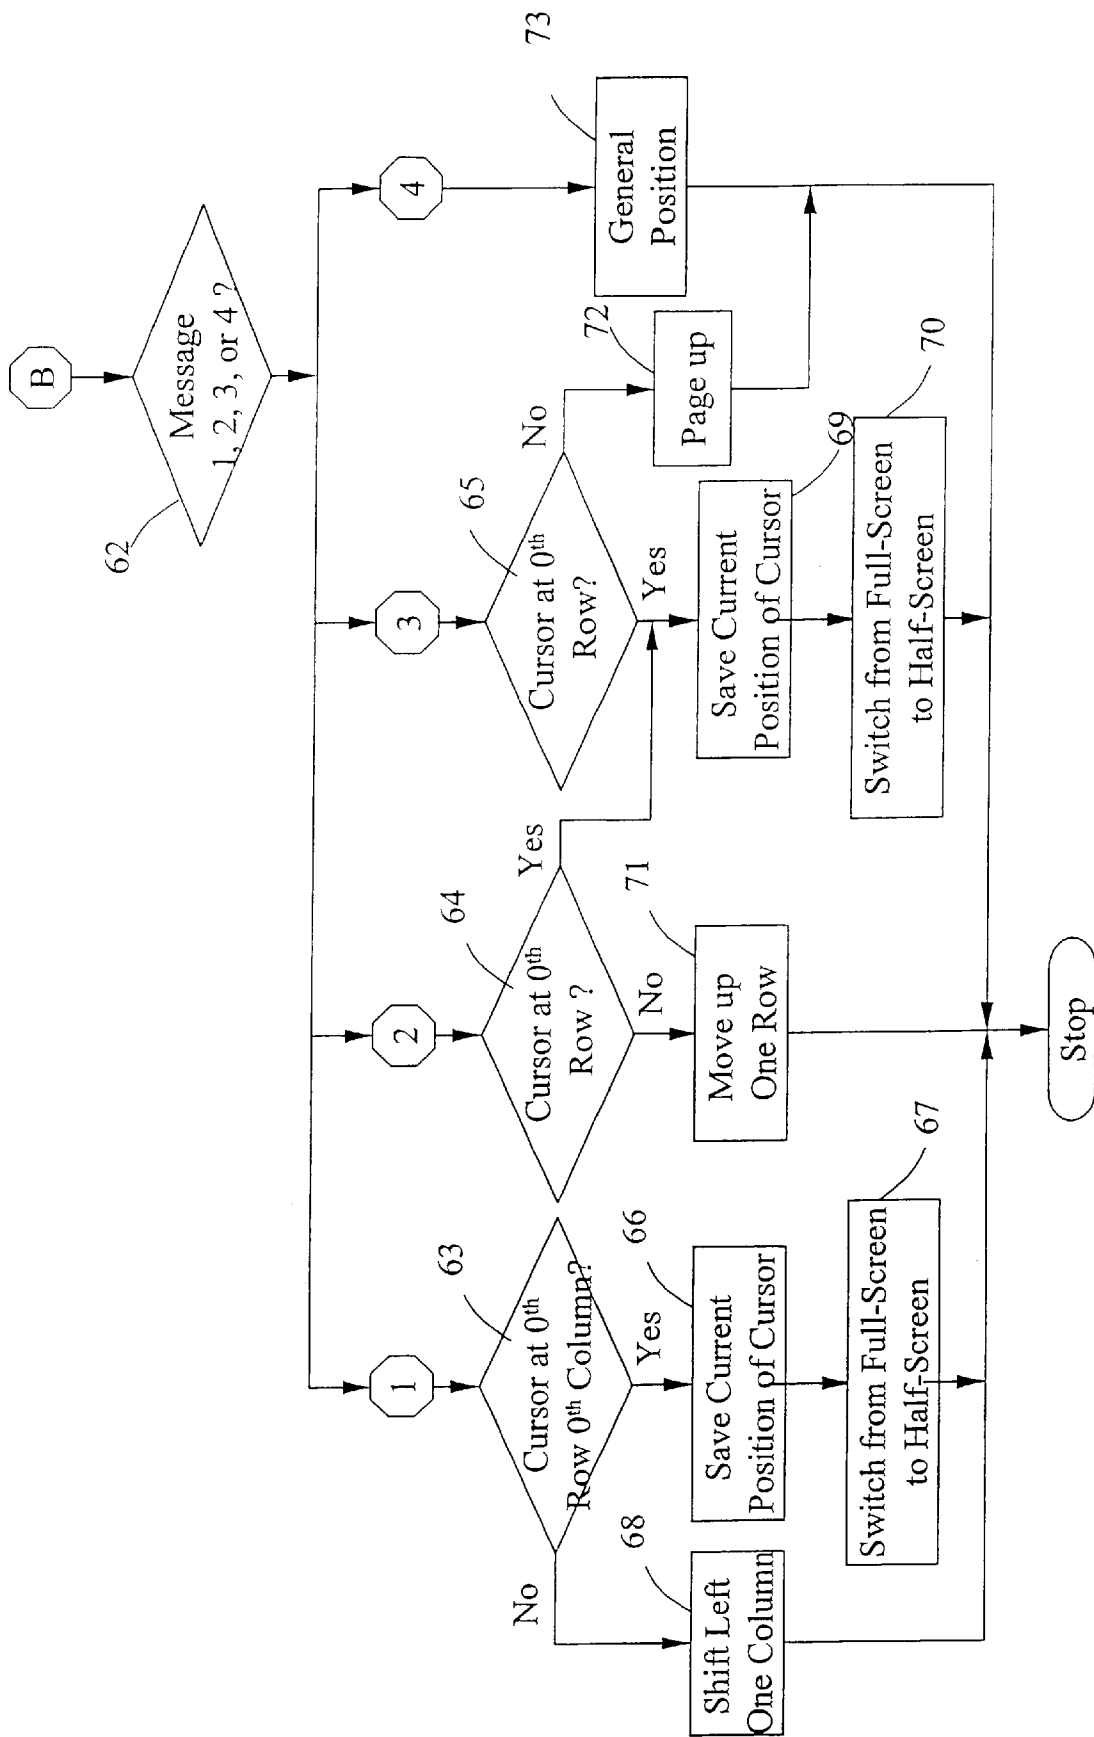 B
Message
1, 2, 3, or 4 ?
62
1
2
3
4
Cursor at 0th
Row 0th Column?
63
No
Yes
Cursor at 0th
Row ?
64
Yes
No
Cursor at 0th
Row?
65
No
Yes
Shift Left
One Column
68
Save Current
Position of Cursor
66
Switch from Full-Screen
to Half-Screen
67
Move up
One Row
71
Save Current
Position of Cursor
69
Switch from Full-Screen
to Half-Screen
70
Page up
72
General
Position
73
Stop